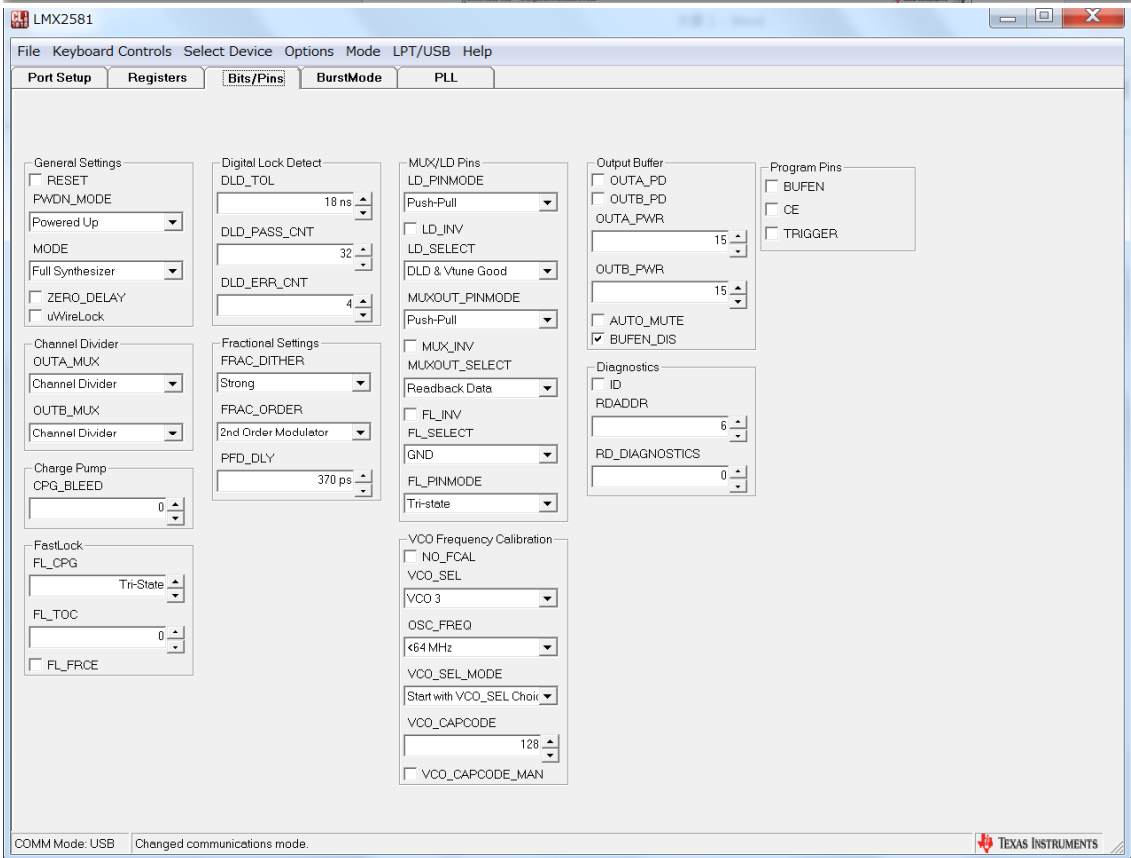 LMX2581
File Keyboard Controls Select Device Options Mode LPT/USB Help
Port Setup Registers Bits/Pins BurstMode PLL
General Settings
RESET
PWDN_MODE
Powered Up
MODE
Full Synthesizer
ZERO_DELAY
uWireLock
Channel Divider
OUTA_MUX
Channel Divider
OUTB_MUX
Channel Divider
Charge Pump
CPG_BLEED
0
FastLock
FL_CPG
Tri-State
FL_TOC
0
FL_FRCE
Digital Lock Detect
DLD_TOL
18 ns
DLD_PASS_CNT
32
DLD_ERR_CNT
4
Fractional Settings
FRAC_DITHER
Strong
FRAC_ORDER
2nd Order Modulator
PFD_DLY
370 ps
MUX/LD Pins
LD_PINMODE
Push-Pull
LD_INV
LD_SELECT
DLD & Vtune Good
MUXOUT_PINMODE
Push-Pull
MUX_INV
MUXOUT_SELECT
Readback Data
FL_INV
FL_SELECT
GND
FL_PINMODE
Tri-state
VCO Frequency Calibration
NO_FCAL
VCO_SEL
VCO 3
OSC_FREQ
<64 MHz
VCO_SEL_MODE
Start with VCO_SEL Choic
VCO_CAPCODE
128
VCO_CAPCODE_MAN
Output Buffer
OUTA_PD
OUTB_PD
OUTA_PWR
15
OUTB_PWR
15
AUTO_MUTE
BUFEN_DIS
Diagnostics
ID
RDADDR
6
RD_DIAGNOSTICS
0
Program Pins
BUFEN
CE
TRIGGER
COMM Mode: USB Changed communications mode. TEXAS INSTRUMENTS